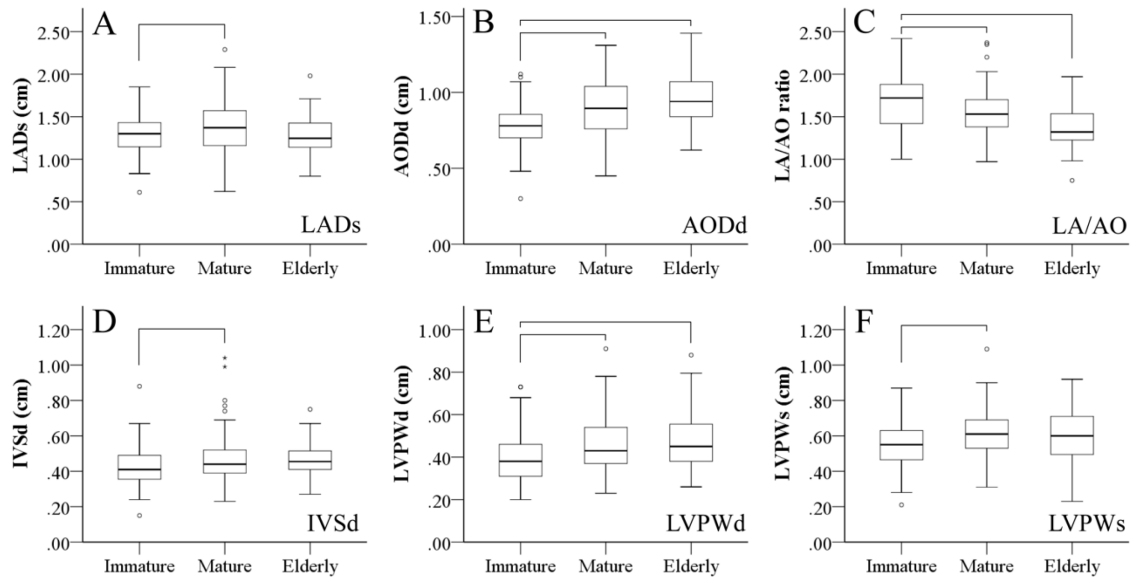 A
LADs (cm)
2.50
2.00
1.50
1.00
.50
.00
LADs
Immature Mature Elderly
B
AODd (cm)
1.50
1.00
.50
.00
AODd
Immature Mature Elderly
C
LA/AO ratio
2.50
2.00
1.50
1.00
.50
.00
LA/AO
Immature Mature Elderly
D
IVSd (cm)
1.20
1.00
.80
.60
.40
.20
.00
IVSd
Immature Mature Elderly
E
LVPWd (cm)
1.00
.80
.60
.40
.20
.00
LVPWd
Immature Mature Elderly
F
LVPWs (cm)
1.20
1.00
.80
.60
.40
.20
.00
LVPWs
Immature Mature Elderly